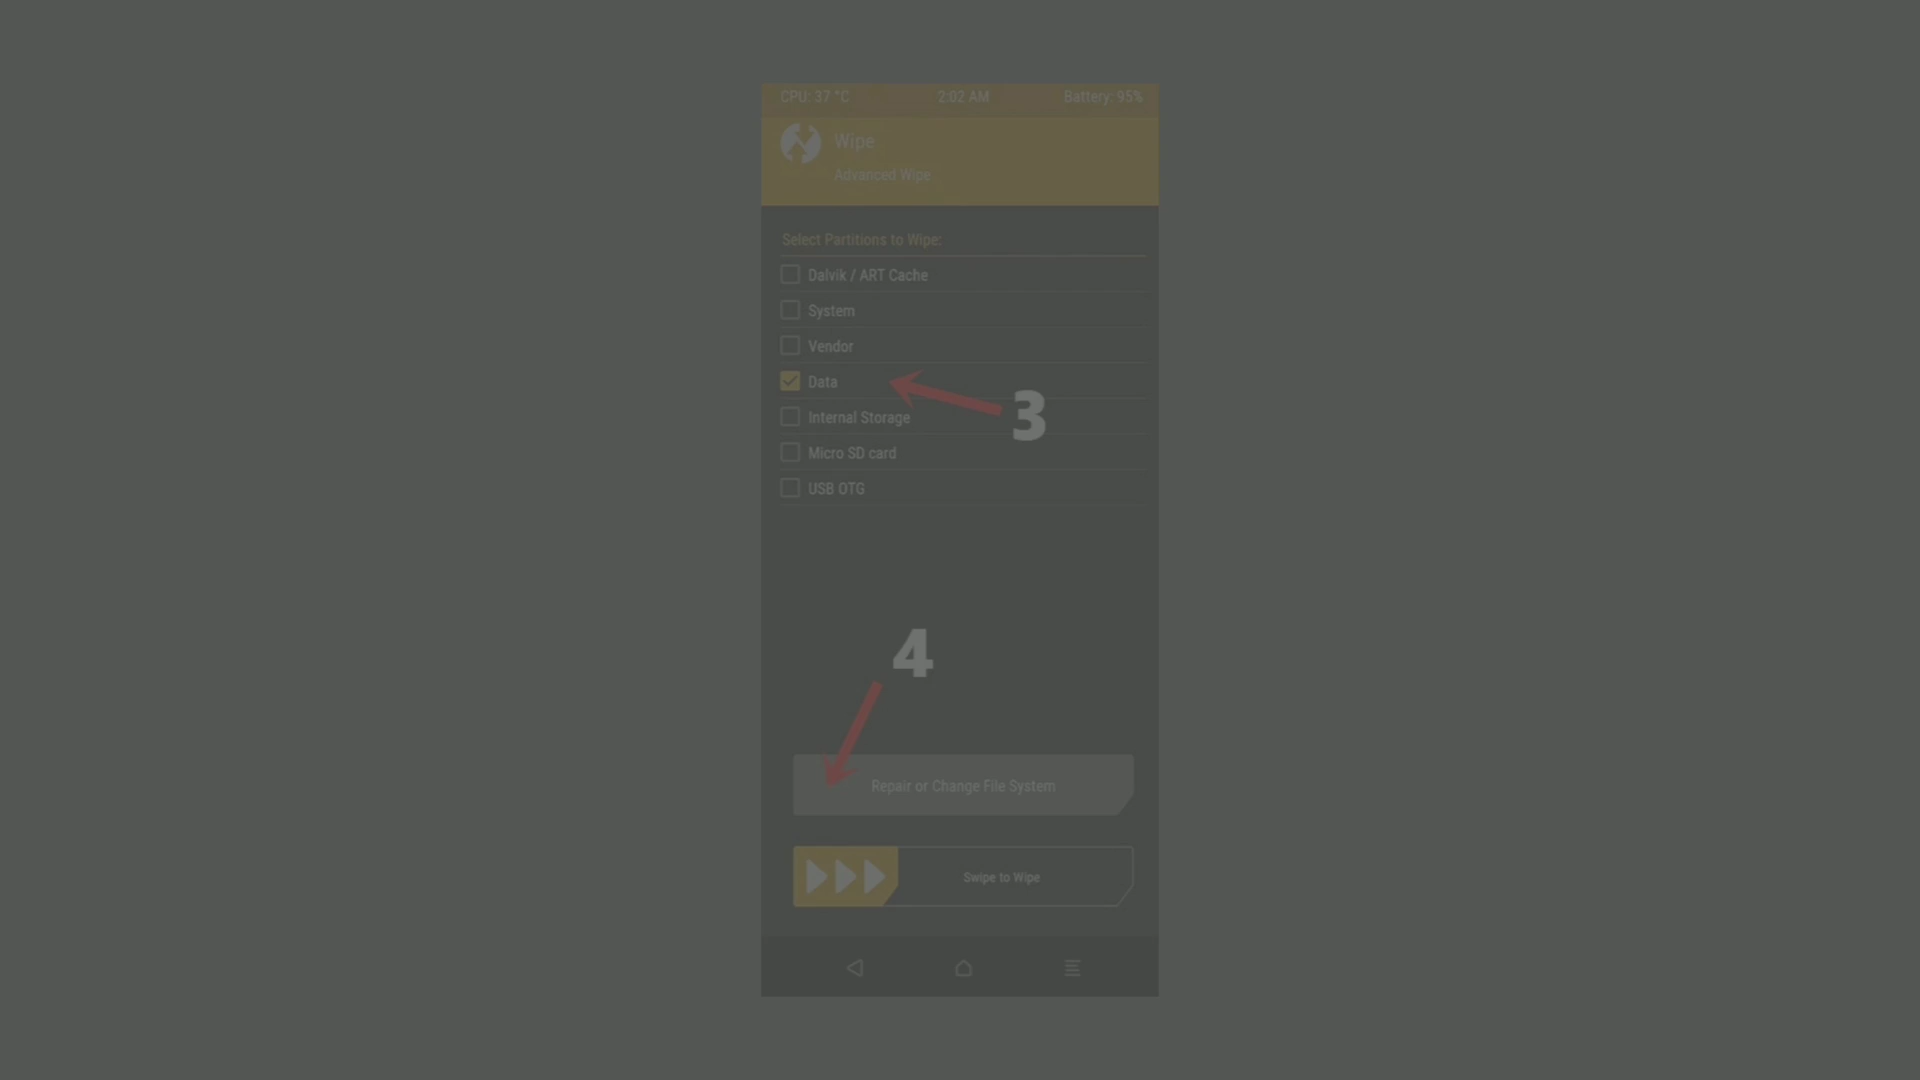 CPU: 37 °C 2:02 AM Battery: 95%
Wipe
Advanced Wipe
Select Partitions to Wipe:
Dalvik / ART Cache
System
Vendor
Data
3
Internal Storage
Micro SD card
USB OTG
4
Repair or Change File System
Swipe to Wipe